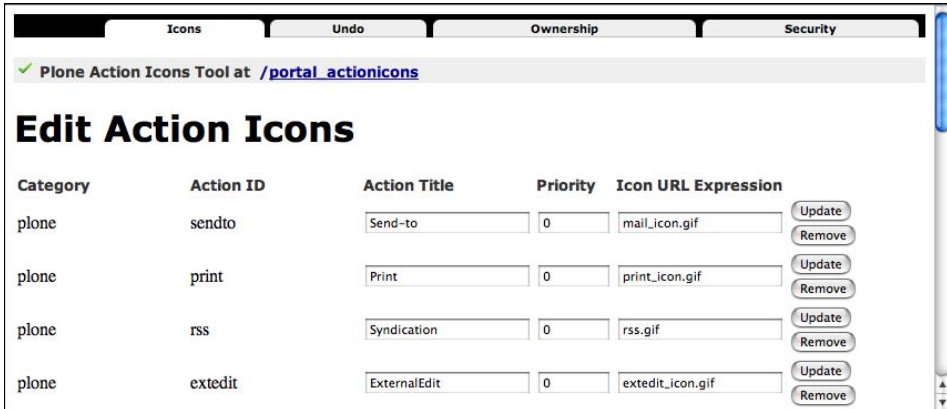 Icons Undo Ownership Security
Plone Action Icons Tool at /portal_actionicons
Edit Action Icons
Category Action ID Action Title Priority Icon URL Expression
plone sendto Send-to 0 mail_icon.gif Update
Remove
plone print Print 0 print_icon.gif Update
Remove
plone rss Syndication 0 rss.gif Update
Remove
plone extedit ExternalEdit 0 extedit_icon.gif Update
Remove